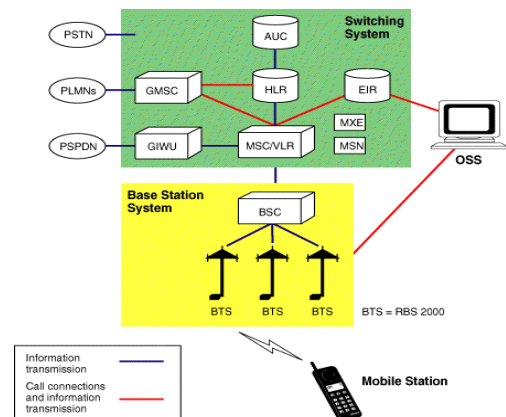 Switching
System
PSTN
AUC
PLMNs
GMSC
HLR
EIR
MXE
PSPDN
GIWU
MSC/VLR
MSN
OSS
Base Station
System
BSC
BTS
BTS
BTS
BTS = RBS 2000
Information
transmission
Call connections
and information
transmission
Mobile Station